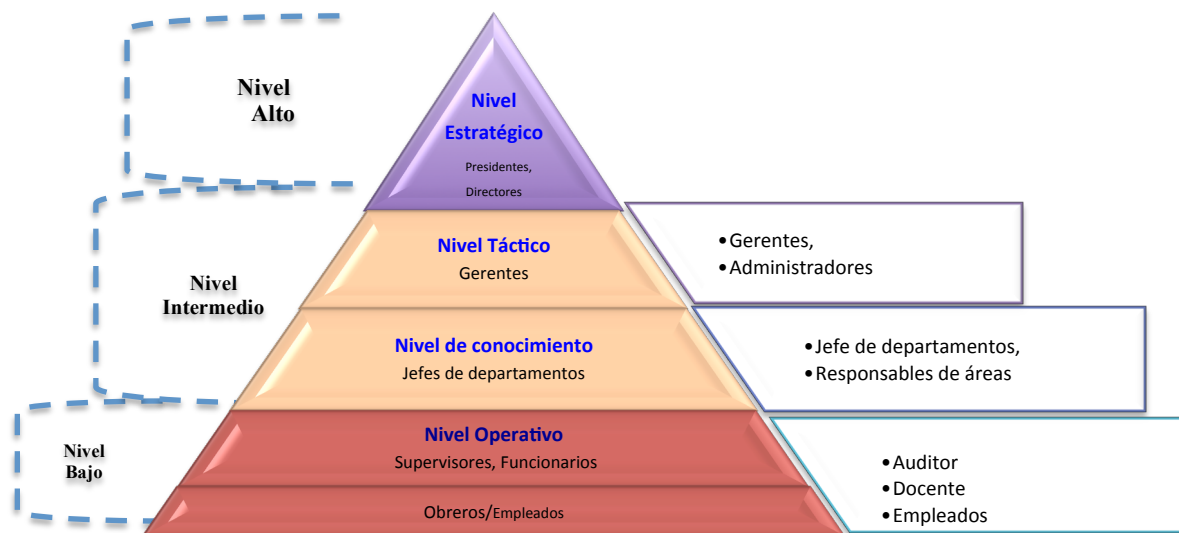 Nivel
Alto
Nivel
Estratégico
Presidentes,
Directores
Nivel
Intermedio
Nivel Táctico
Gerentes
•Gerentes,
•Administradores
Nivel de conocimiento
Jefes de departamentos
•Jefe de departamentos,
•Responsables de áreas
Nivel
Bajo
Nivel Operativo
Supervisores, Funcionarios
Obreros/Empleados
•Auditor
•Docente
•Empleados